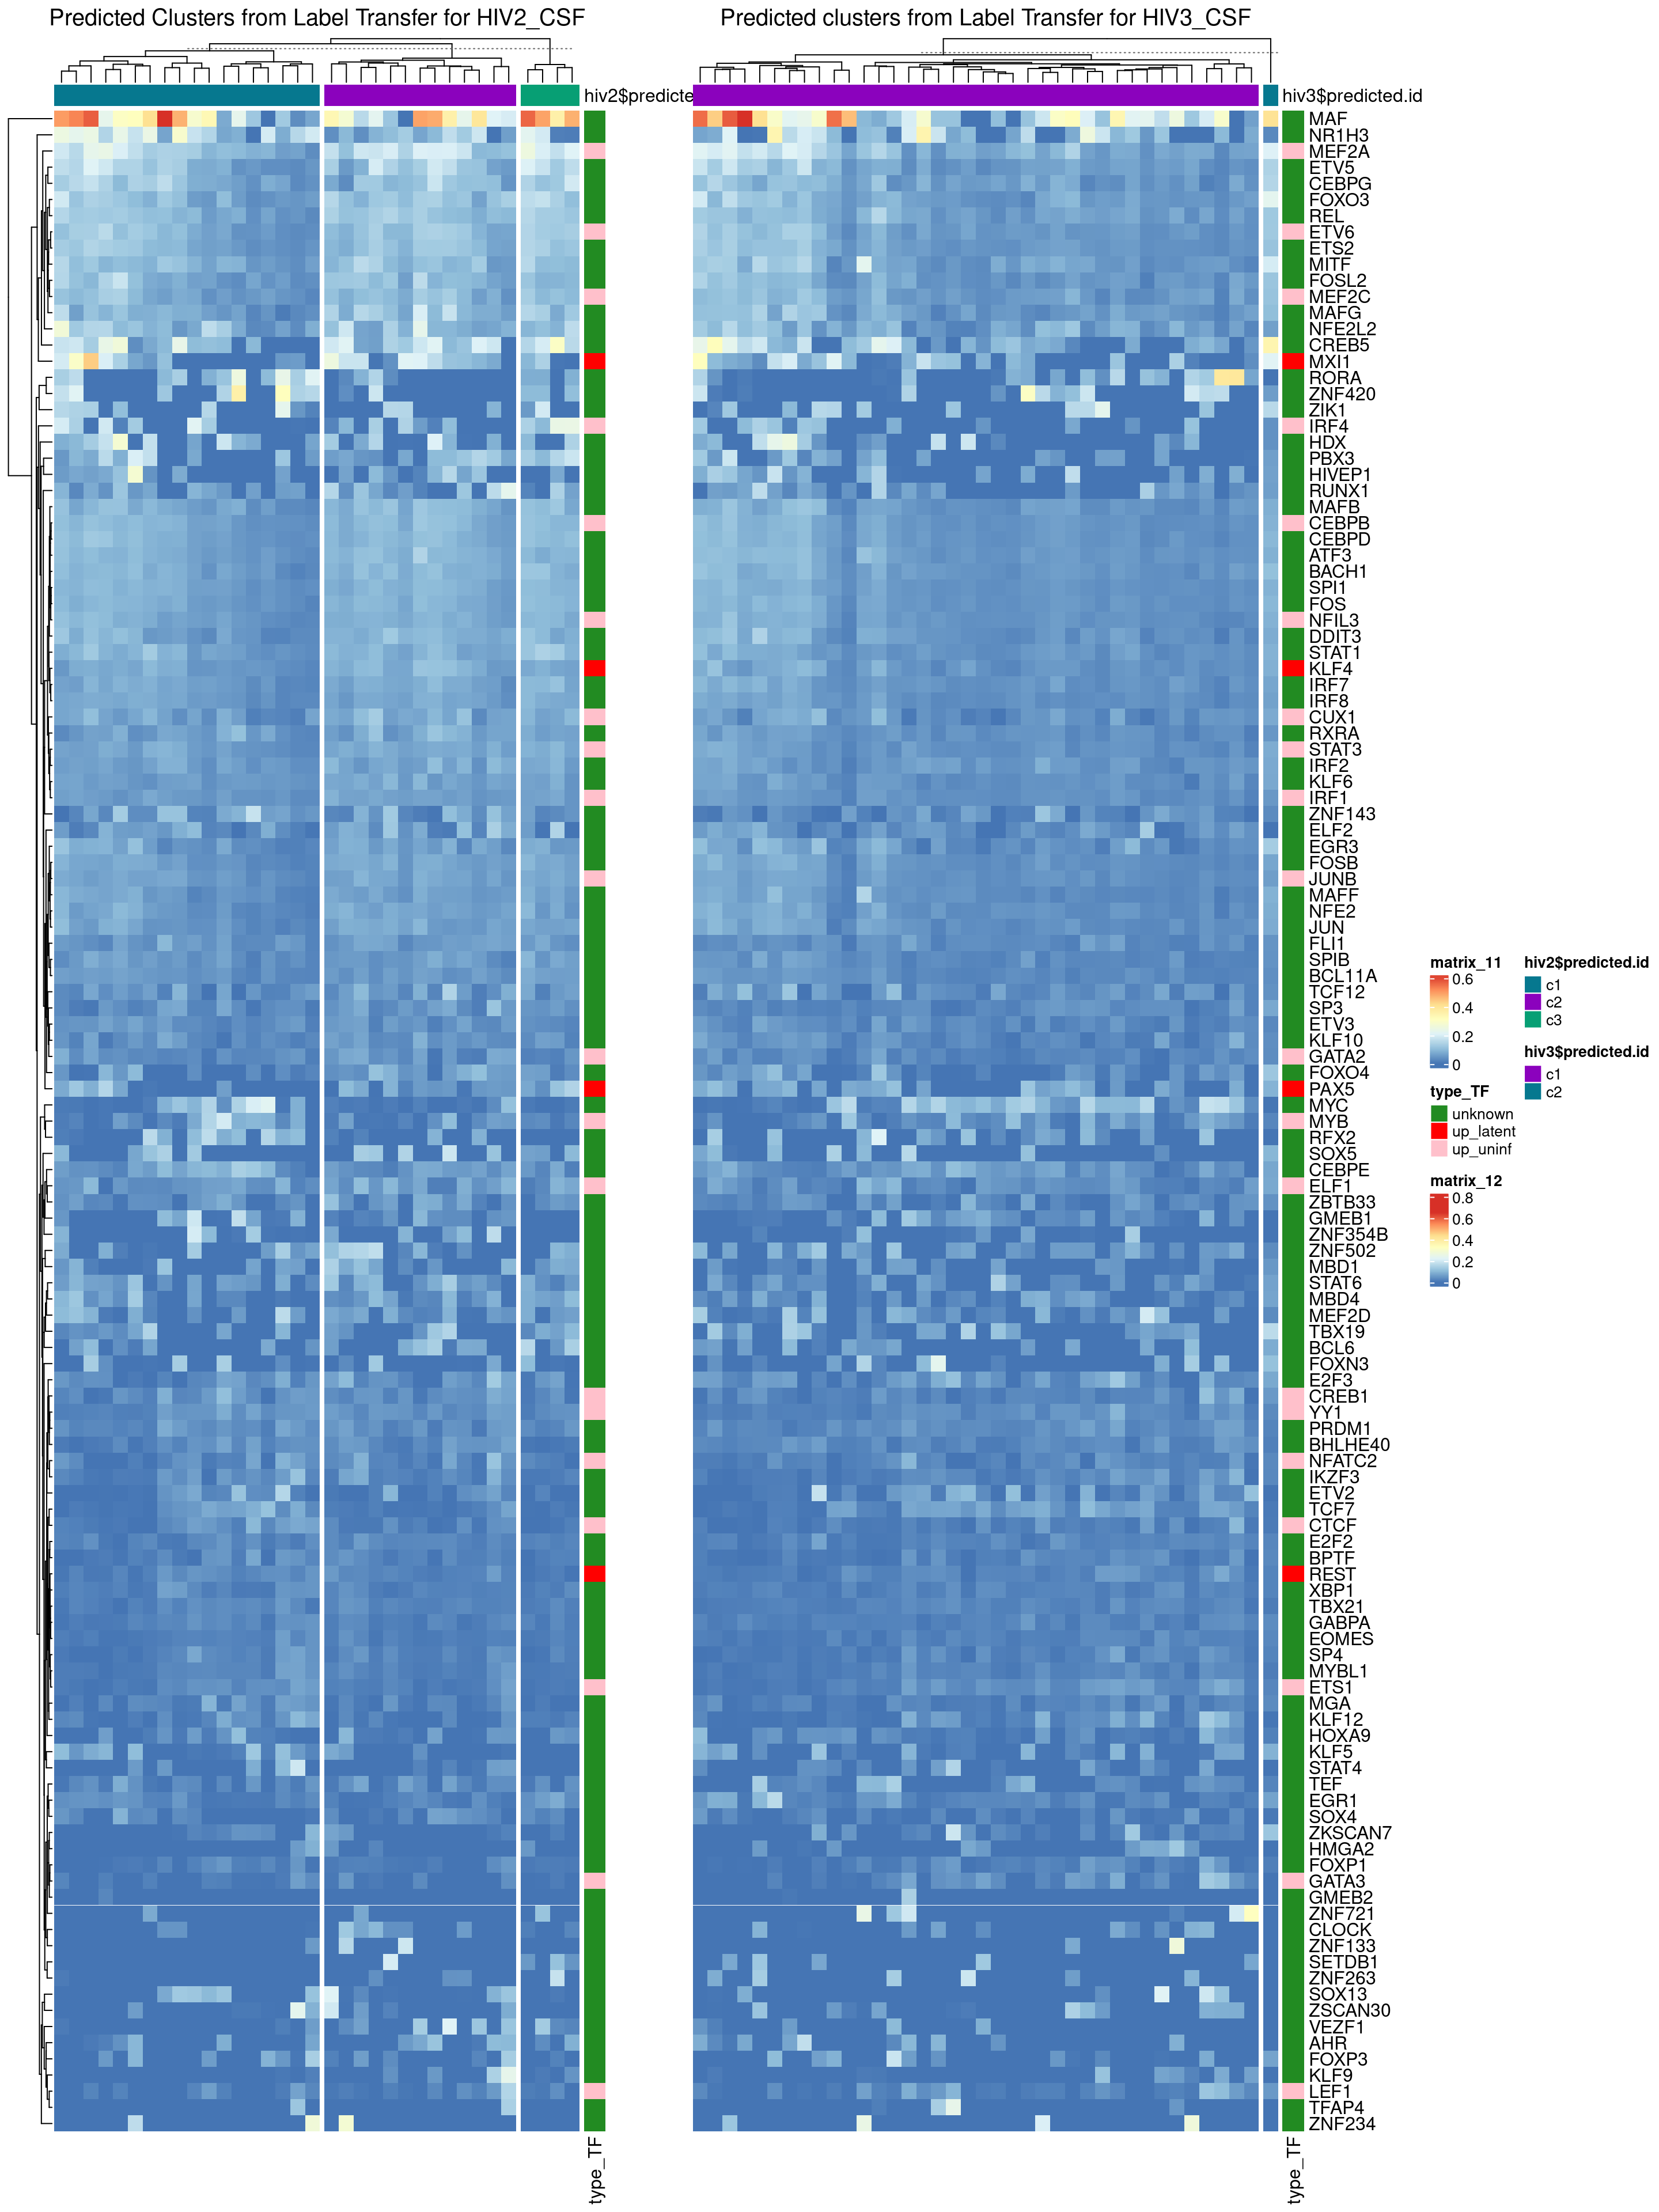 Predicted Clusters from Label Transfer for HIV2_CSF
Predicted clusters from Label Transfer for HIV3_CSF
hiv2$predicte
hiv3$predicted.id
MAF
NR1H3
MEF2A
ETV5
CEBPG
FOXO3
REL
ETV6
ETS2
MITF
FOSL2
MEF2C
MAFG
NFE2L2
CREB5
MXI1
RORA
ZNF420
ZIK1
IRF4
HDX
PBX3
HIVEP1
RUNX1
MAFB
CEBPB
CEBPD
ATF3
BACH1
SPI1
FOS
NFIL3
DDIT3
STAT1
KLF4
IRF7
IRF8
CUX1
RXRA
STAT3
IRF2
KLF6
IRF1
ZNF143
ELF2
EGR3
FOSB
JUNB
MAFF
NFE2
JUN
FLI1
SPIB
BCL11A
TCF12
SP3
ETV3
KLF10
GATA2
FOXO4
PAX5
MYC
MYB
RFX2
SOX5
CEBPE
ELF1
ZBTB33
GMEB1
ZNF354B
ZNF502
MBD1
STAT6
MBD4
MEF2D
TBX19
BCL6
FOXN3
E2F3
CREB1
YY1
PRDM1
BHLHE40
NFATC2
IKZF3
ETV2
TCF7
CTCF
E2F2
BPTF
REST
XBP1
TBX21
GABPA
EOMES
SP4
MYBL1
ETS1
MGA
KLF12
HOXA9
KLF5
STAT4
TEF
EGR1
SOX4
ZKSCAN7
HMGA2
FOXP1
GATA3
GMEB2
ZNF721
CLOCK
ZNF133
SETDB1
ZNF263
SOX13
ZSCAN30
VEZF1
AHR
FOXP3
KLF9
LEF1
TFAP4
ZNF234
type_TF
type_TF
matrix_11
0.6
0.4
0.2
0
type_TF
unknown
up_latent
up_uninf
matrix_12
0.8
0.6
0.4
0.2
0
hiv2$predicted.id
c1
c2
c3
hiv3$predicted.id
c1
c2